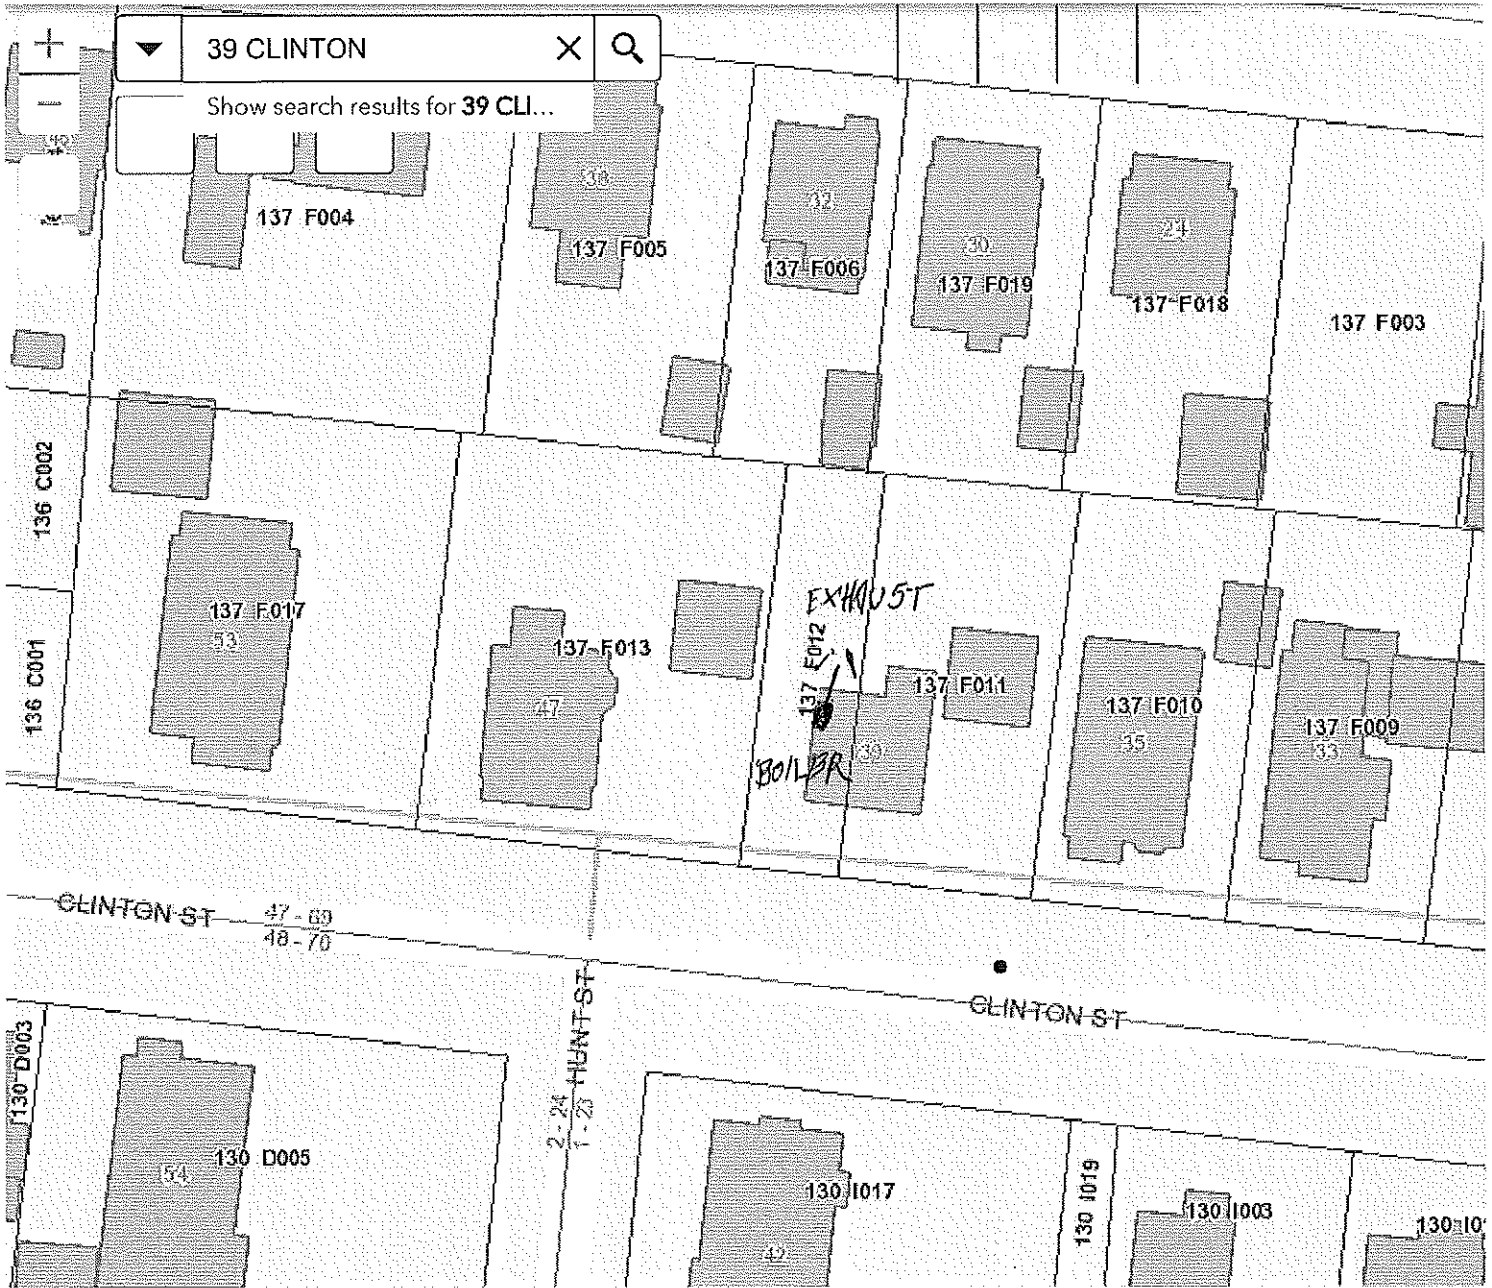 39 CLINTON
Show search results for 39 CLI...
137 F004
38
137 F005
32
137 F006
30
137 F019
24
137 F018
137 F003
136 C002
136 C001
137 F017
53
137 F013
47
EXHAUST
137 F012
BOILER
39
137 F011
137 F010
35
137 F009
33
CLINTON ST
47 - 69
48 - 70
HUNT ST
2 - 24
1 - 23
CLINTON ST
130 D003
130 D005
54
130 I017
42
130 I019
130 I003